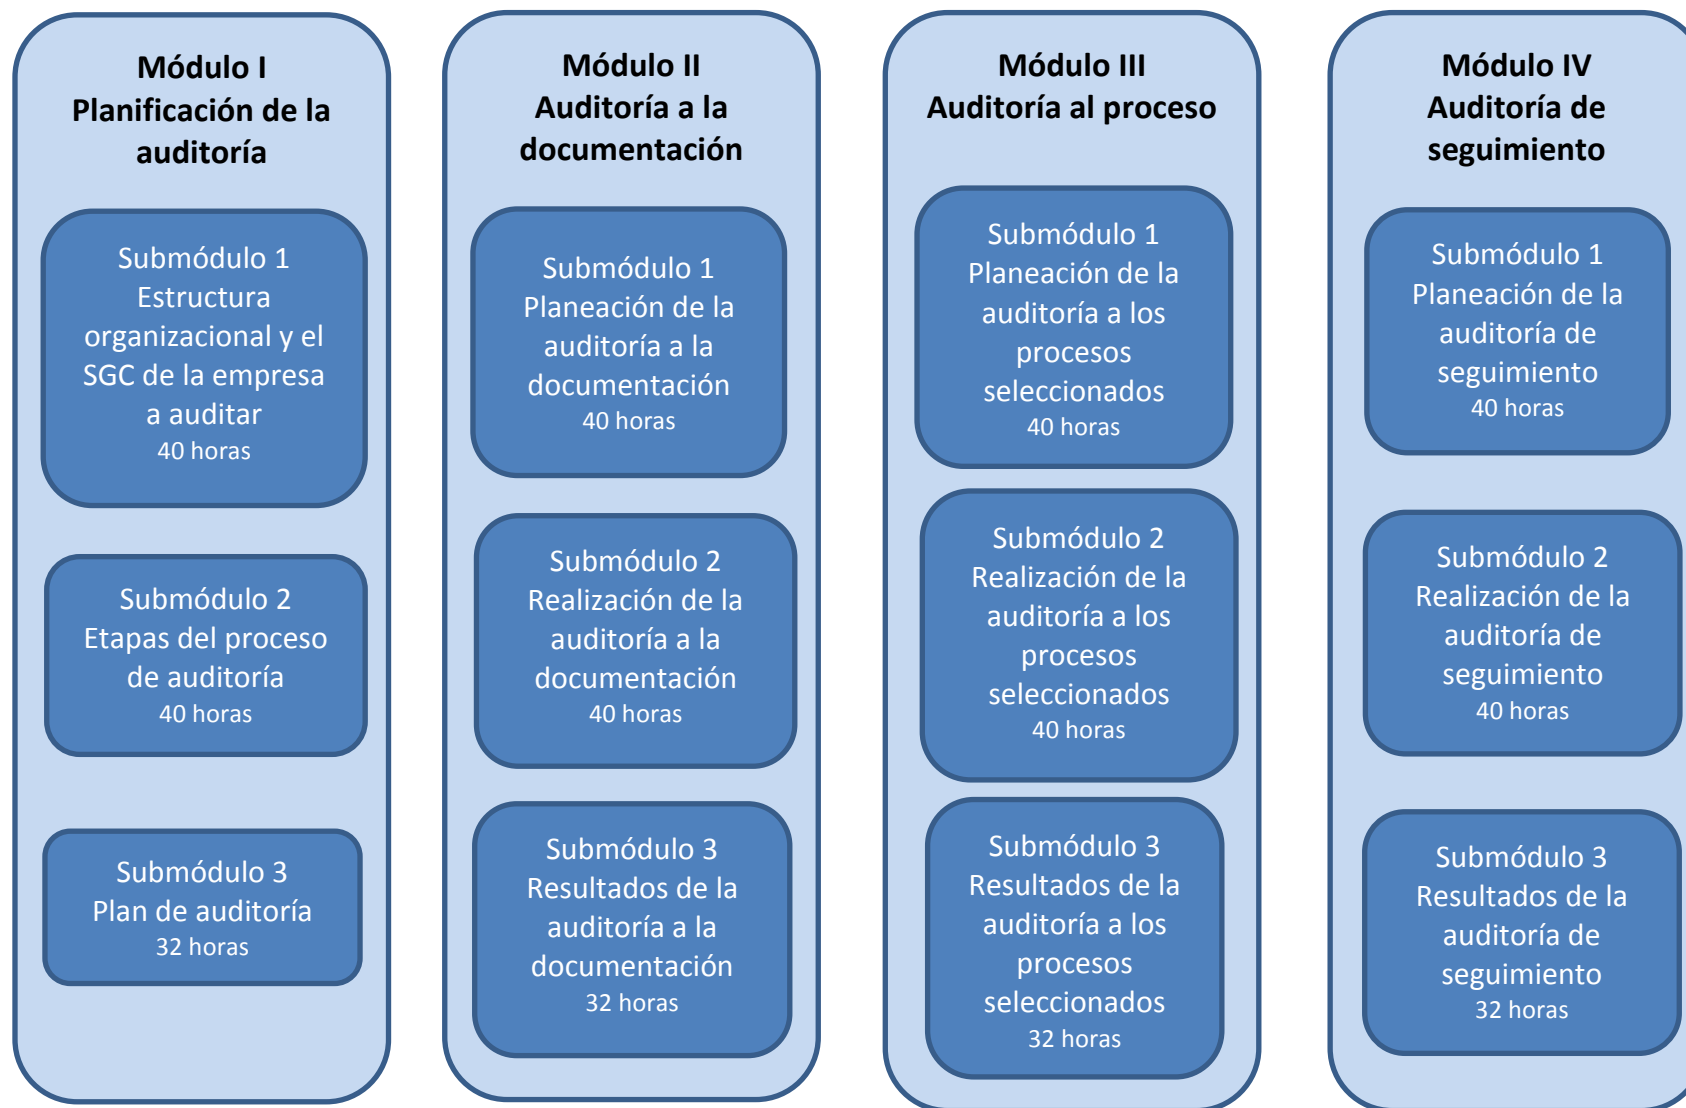 Módulo I
Planificación de la
auditoría
Submódulo 1
Estructura
organizacional y el
SGC de la empresa
a auditar
40 horas
Submódulo 2
Etapas del proceso
de auditoría
40 horas
Submódulo 3
Plan de auditoría
32 horas
Módulo II
Auditoría a la
documentación
Submódulo 1
Planeación de la
auditoría a la
documentación
40 horas
Submódulo 2
Realización de la
auditoría a la
documentación
40 horas
Submódulo 3
Resultados de la
auditoría a la
documentación
32 horas
Módulo III
Auditoría al proceso
Submódulo 1
Planeación de la
auditoría a los
procesos
seleccionados
40 horas
Submódulo 2
Realización de la
auditoría a los
procesos
seleccionados
40 horas
Submódulo 3
Resultados de la
auditoría a los
procesos
seleccionados
32 horas
Módulo IV
Auditoría de
seguimiento
Submódulo 1
Planeación de la
auditoría de
seguimiento
40 horas
Submódulo 2
Realización de la
auditoría de
seguimiento
40 horas
Submódulo 3
Resultados de la
auditoría de
seguimiento
32 horas